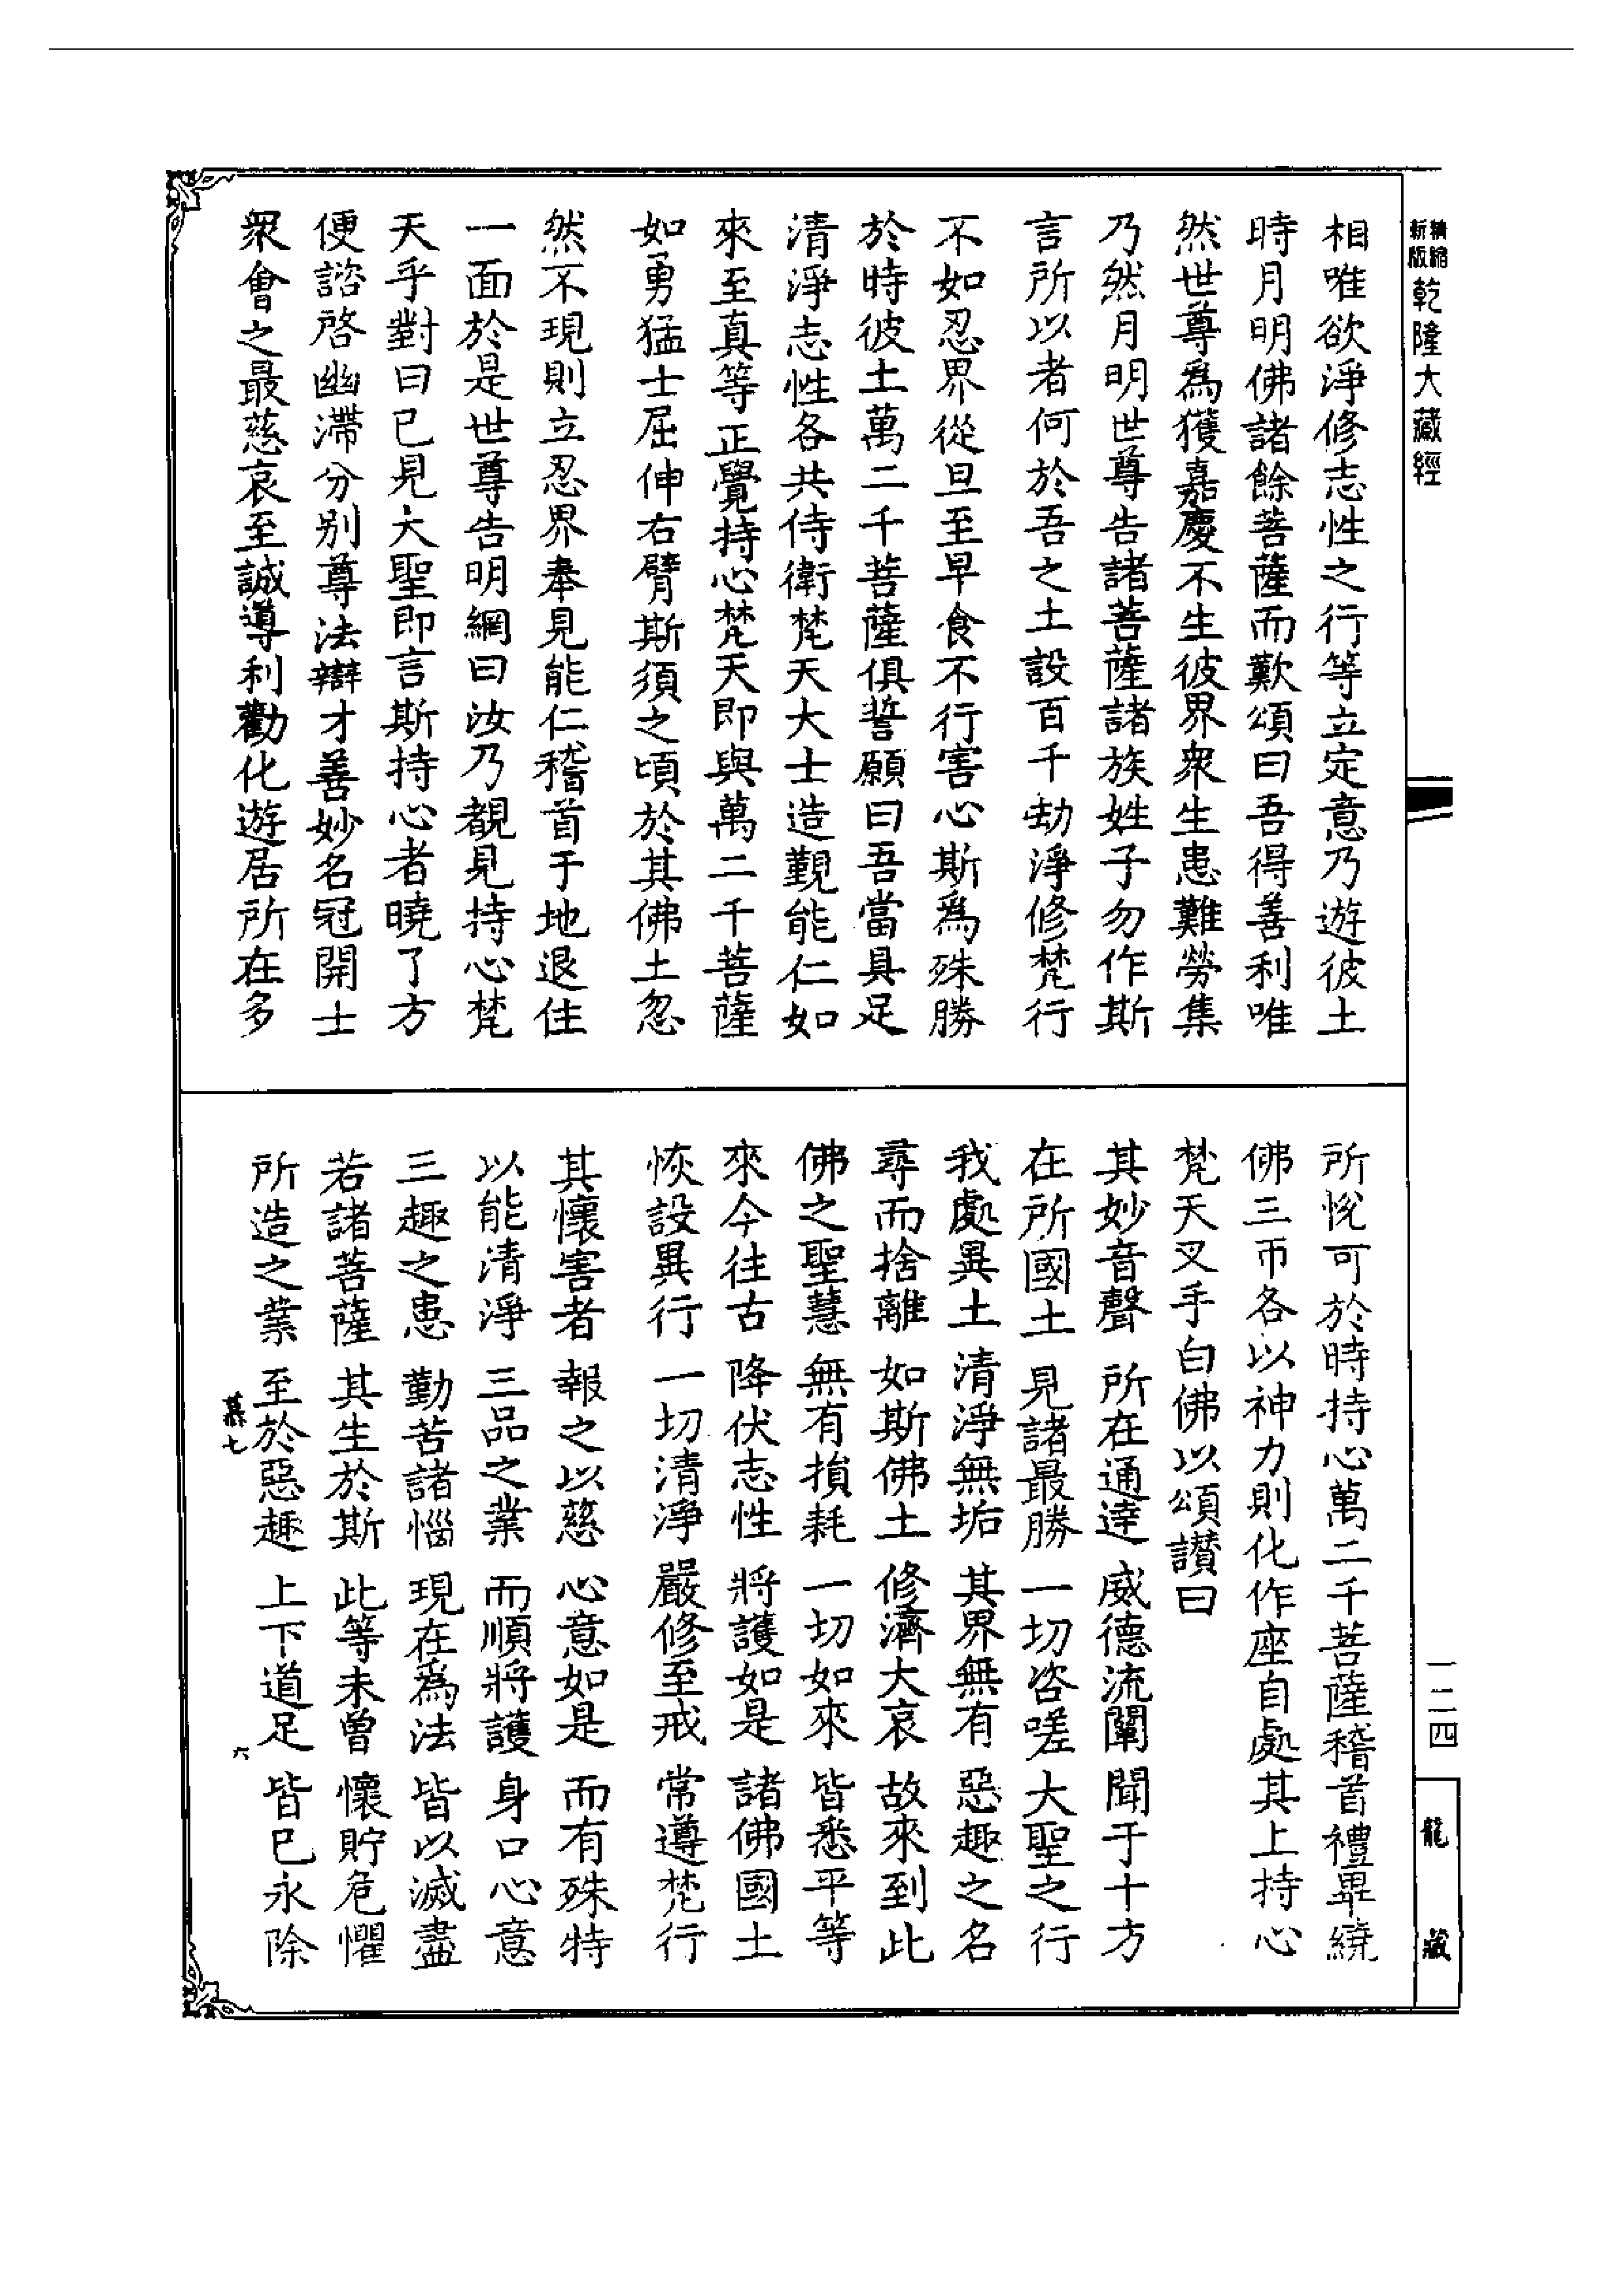 精縮新版乾隆大藏經
相唯欲淨修志性之行等立定意乃遊彼土
時月明佛諸餘菩薩而歎頌曰吾得善利唯
然世尊爲獲嘉慶不生彼界衆生患難勞集
乃然月明世尊告諸菩薩諸族姓子勿作斯
言所以者何於吾之土設百千劫淨修梵行
不如忍界從旦至早食不行害心斯爲殊勝
於時彼土萬二千菩薩俱誓願曰吾當具足
清淨志性各共侍衛梵天大士造覲能仁如
來至真等正覺持心梵天即與萬二千菩薩
如勇猛士屈伸右臂斯須之頃於其佛土忽
然不現則立忍界奉見能仁稽首于地退住
一面於是世尊告明網曰汝乃覩見持心梵
天乎對曰已見大聖即言斯持心者曉了方
便諮啓幽滯分别尊法辯才善妙名冠開士
衆會之最慈哀至誠導利勸化遊居所在多
所悅可於時持心萬二千菩薩稽首禮畢繞
佛三帀各以神力則化作座自處其上持心
梵天叉手白佛以頌讃曰
其妙音聲 所在通達 威德流闡 聞于十方
在所國土 見諸最勝 一切咨嗟 大聖之行
我處異土 清淨無垢 其界無有 惡趣之名
尋而捨離 如斯佛土 修濟大哀 故來到此
佛之聖慧 無有損耗 一切如來 皆悉平等
來今往古 降伏志性 將護如是 諸佛國土
恢設異行 一切清淨 嚴修至戒 常遵梵行
其懷害者 報之以慈 心意如是 而有殊特
以能清淨 三品之業 而順將護 身口心意
三趣之患 勤苦諸惱 現在爲法 皆以滅盡
若諸菩薩 其生於斯 此等未曾 懷貯危懼
所造之業 至於惡趣 上下道足 皆已永除
慕七 六
一二四
龍藏